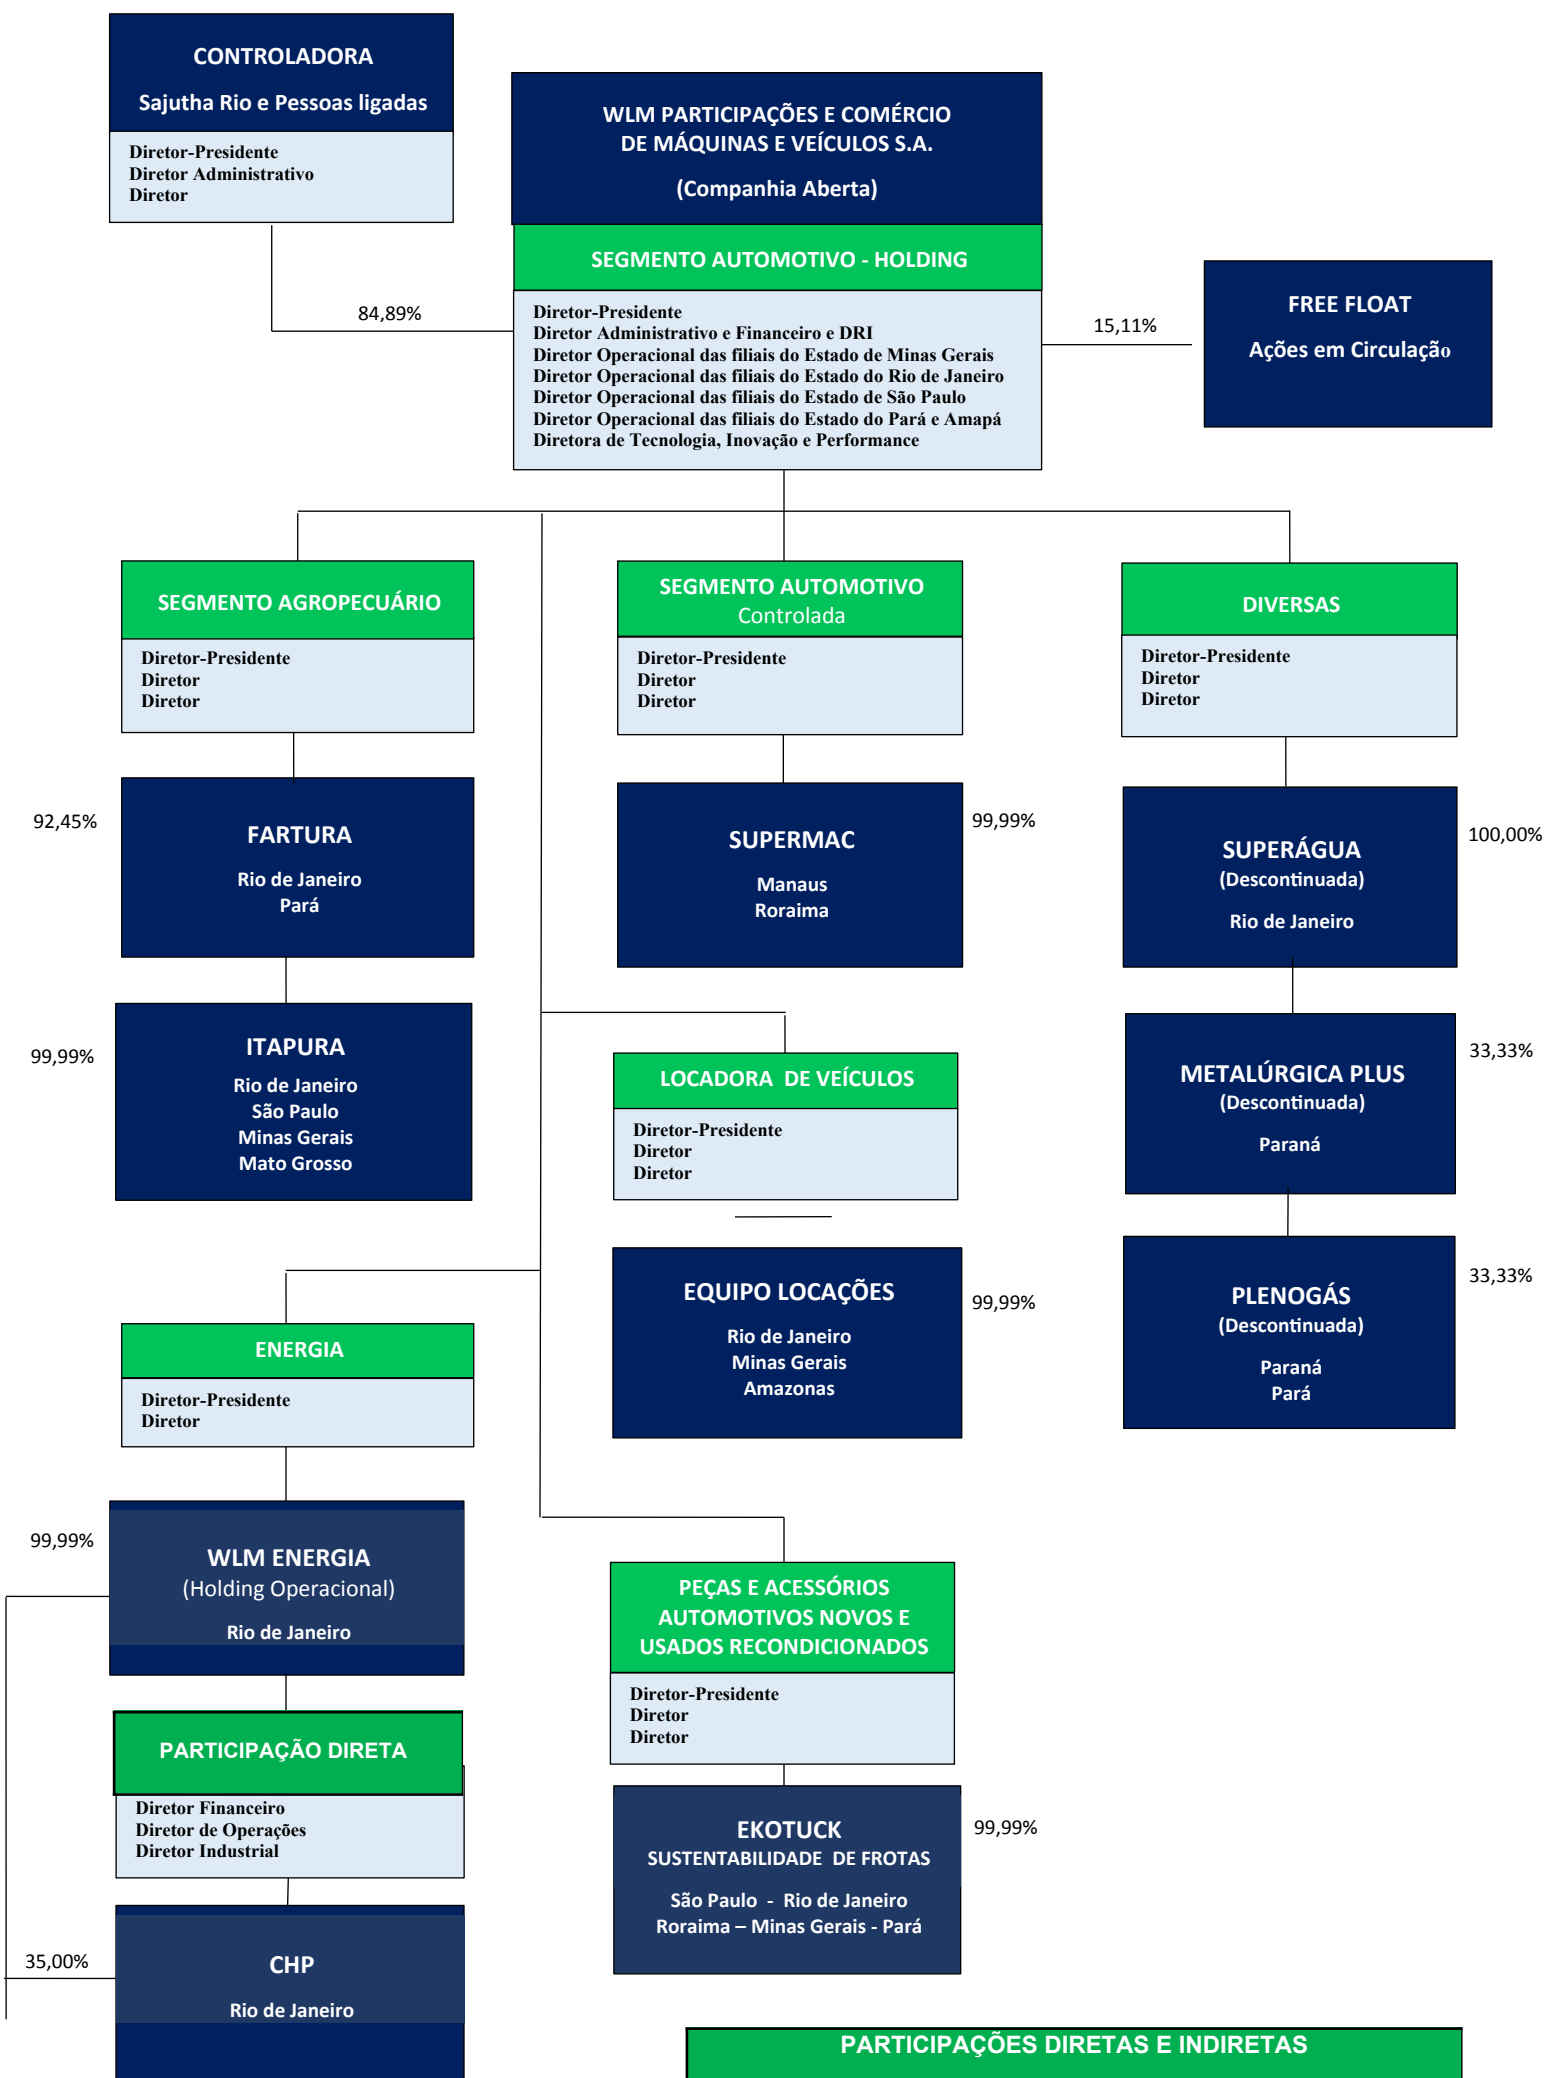 CONTROLADORA
Sajutha Rio e Pessoas ligadas
Diretor-Presidente
Diretor Administrativo
Diretor
WLM PARTICIPAÇÕES E COMÉRCIO
DE MÁQUINAS E VEÍCULOS S.A.
(Companhia Aberta)
SEGMENTO AUTOMOTIVO - HOLDING
Diretor-Presidente
Diretor Administrativo e Financeiro e DRI
Diretor Operacional das filiais do Estado de Minas Gerais
Diretor Operacional das filiais do Estado do Rio de Janeiro
Diretor Operacional das filiais do Estado de São Paulo
Diretor Operacional das filiais do Estado do Pará e Amapá
Diretora de Tecnologia, Inovação e Performance
84,89%
15,11%
FREE FLOAT
Ações em Circulação
SEGMENTO AGROPECUÁRIO
Diretor-Presidente
Diretor
Diretor
92,45%
FARTURA
Rio de Janeiro
Pará
99,99%
ITAPURA
Rio de Janeiro
São Paulo
Minas Gerais
Mato Grosso
SEGMENTO AUTOMOTIVO
Controlada
Diretor-Presidente
Diretor
Diretor
SUPERMAC
Manaus
Roraima
99,99%
DIVERSAS
Diretor-Presidente
Diretor
Diretor
SUPERÁGUA
(Descontinuada)
Rio de Janeiro
100,00%
METALÚRGICA PLUS
(Descontinuada)
Paraná
33,33%
PLENOGÁS
(Descontinuada)
Paraná
Pará
33,33%
LOCADORA DE VEÍCULOS
Diretor-Presidente
Diretor
Diretor
EQUIPO LOCAÇÕES
Rio de Janeiro
Minas Gerais
Amazonas
99,99%
ENERGIA
Diretor-Presidente
Diretor
99,99%
WLM ENERGIA
(Holding Operacional)
Rio de Janeiro
PARTICIPAÇÃO DIRETA
Diretor Financeiro
Diretor de Operações
Diretor Industrial
35,00%
CHP
Rio de Janeiro
PEÇAS E ACESSÓRIOS
AUTOMOTIVOS NOVOS E
USADOS RECONDICIONADOS
Diretor-Presidente
Diretor
Diretor
EKOTUCK
SUSTENTABILIDADE DE FROTAS
São Paulo - Rio de Janeiro
Roraima – Minas Gerais - Pará
99,99%
PARTICIPAÇÕES DIRETAS E INDIRETAS